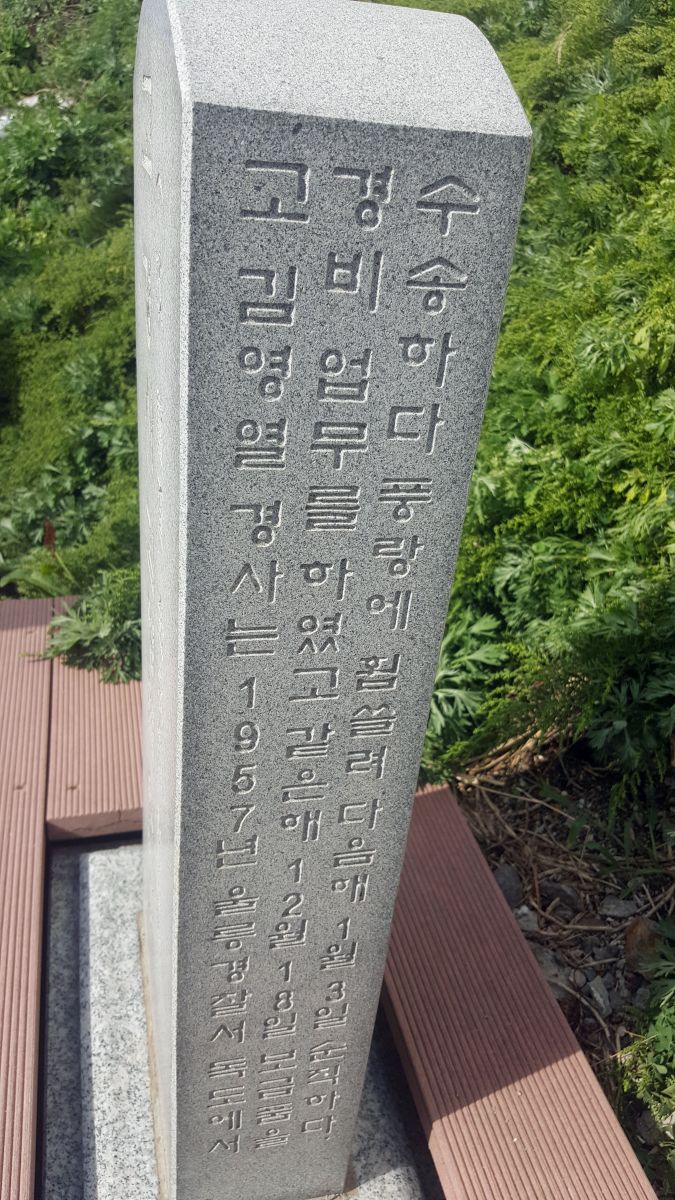 고 김영열 경사는 1957년 울릉경찰서 독도에서
경비업무를 하였고 같은해 12월 18일 보급품을
수송하다 풍랑에 휩쓸려 다음해 1월 3일 순직하다.